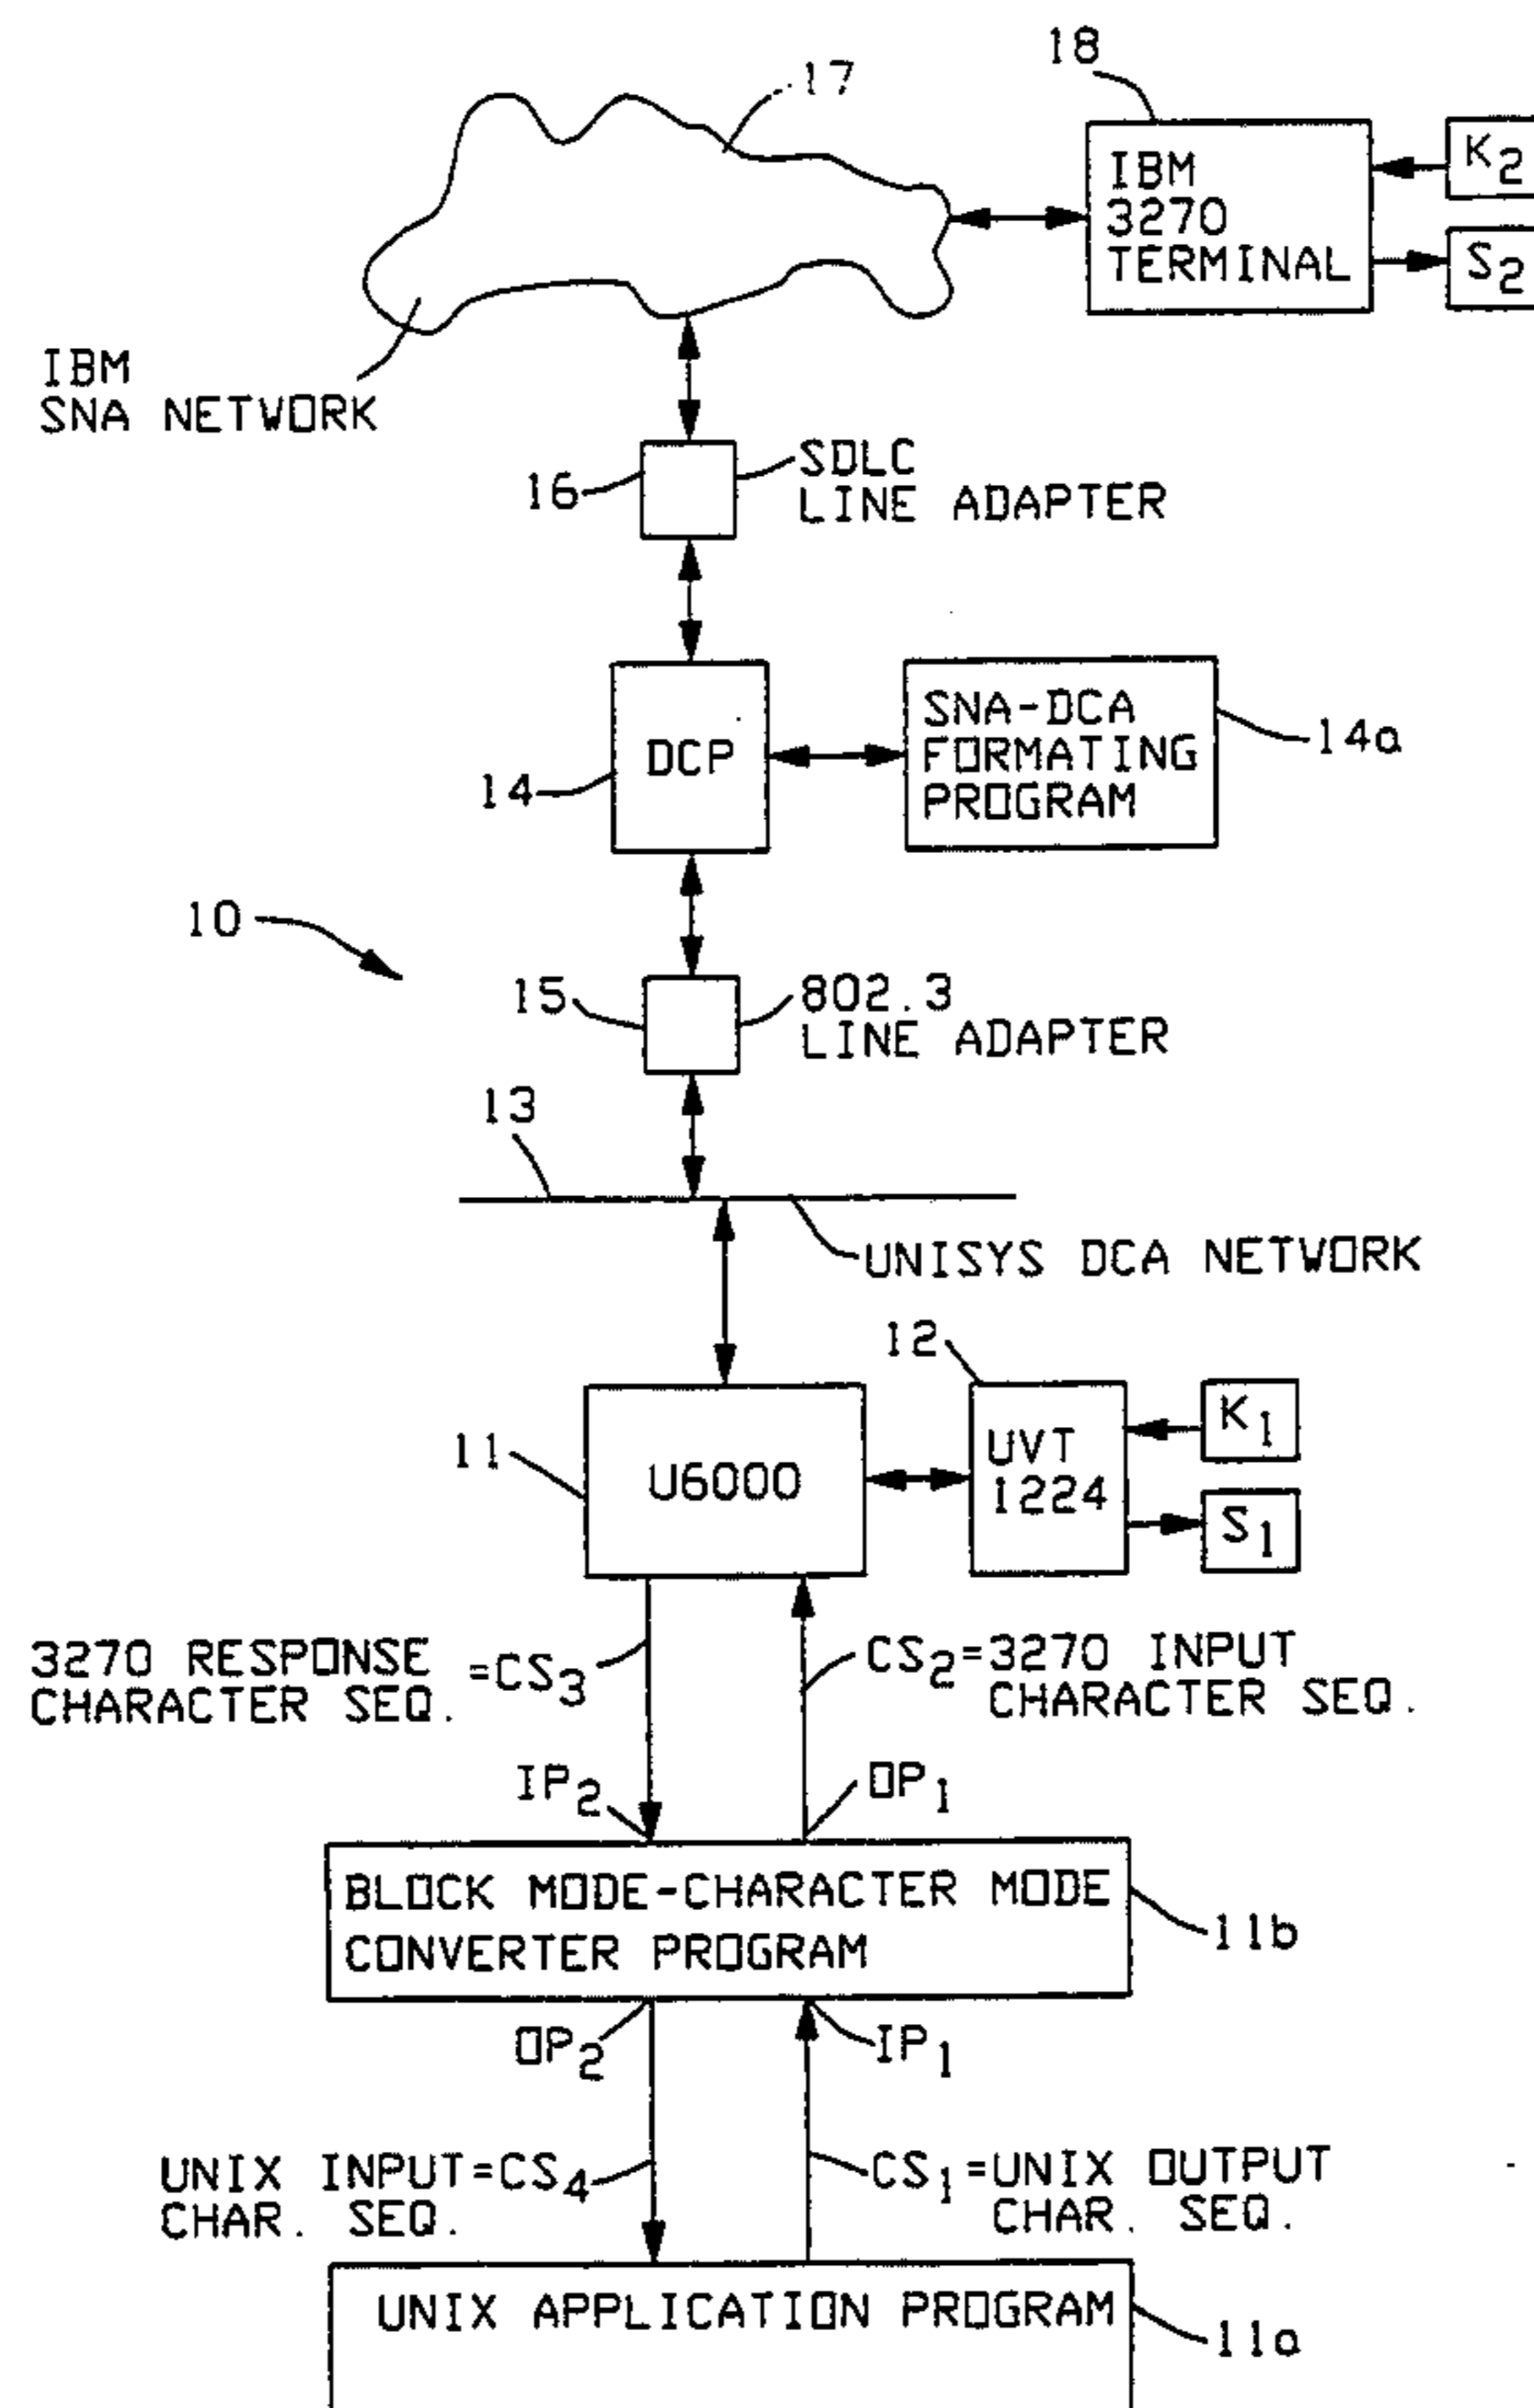 18
17
IBM
3270
TERMINAL
K2
S2
IBM
SNA NETWORK
16
SDLC
LINE ADAPTER
14
DCP
SNA-DCA
FORMATING
PROGRAM
14a
10
15
802.3
LINE ADAPTER
13
UNISYS DCA NETWORK
12
11
U6000
UVT
1224
K1
S1
3270 RESPONSE
CHARACTER SEQ. =CS3
CS2=3270 INPUT
CHARACTER SEQ.
IP2
OP1
BLOCK MODE-CHARACTER MODE
CONVERTER PROGRAM
11b
OP2
IP1
UNIX INPUT=CS4
CHAR. SEQ.
CS1=UNIX OUTPUT
CHAR. SEQ.
UNIX APPLICATION PROGRAM
11a